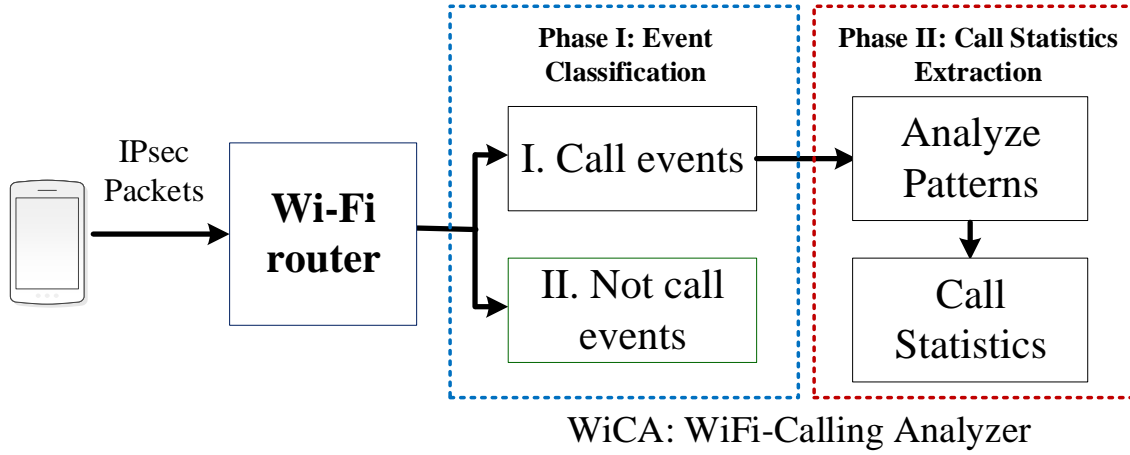 IPsec
Packets
Wi-Fi
router
Phase I: Event
Classification
I. Call events
II. Not call
events
Phase II: Call Statistics
Extraction
Analyze
Patterns
Call
Statistics
WiCA: WiFi-Calling Analyzer